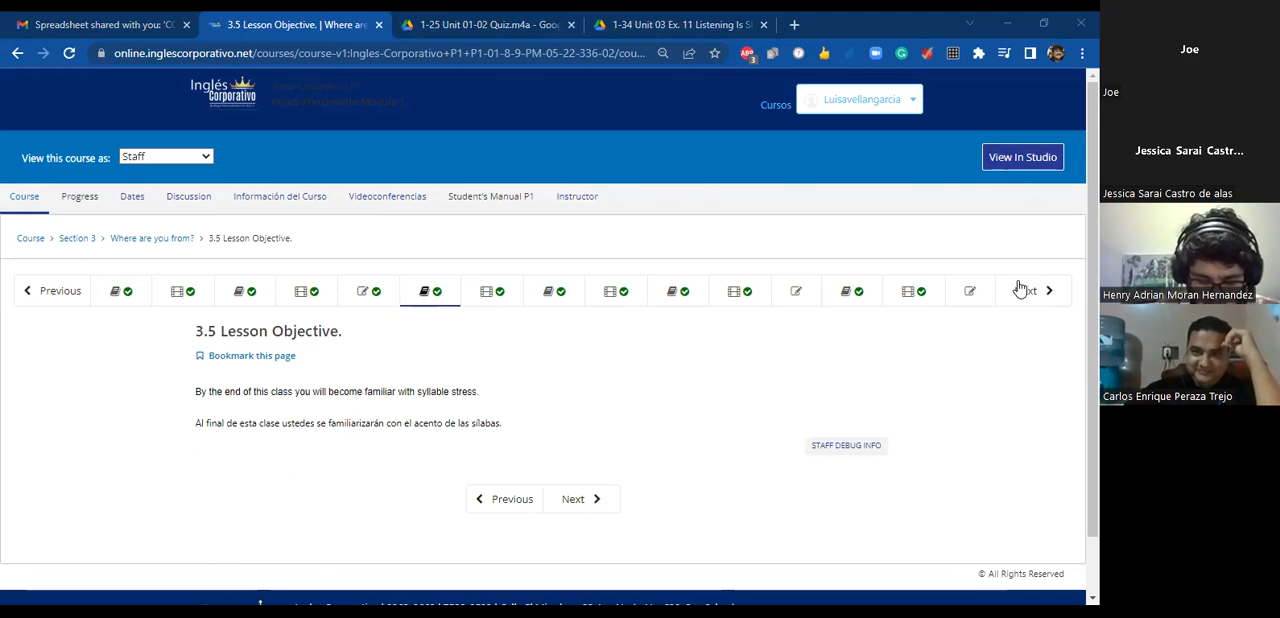 Spreadsheet shared with you: 'CC
3.5 Lesson Objective. | Where are
1-25 Unit 01-02 Quiz.m4a - Goo
1-34 Unit 03 Ex. 11 Listening Is S
online.inglescorporativo.net/courses/course-v1:Ingles-Corporativo+P1+P1-01-8-9-PM-05-22-336-02/cou...
3
Inglés
Corporativo
Cursos
Luisavellangarcia
View this course as:
Staff
View In Studio
Course
Progress
Dates
Discussion
Información del Curso
Videoconferencias
Student's Manual P1
Instructor
Course > Section 3 > Where are you from? > 3.5 Lesson Objective.
Previous
3.5 Lesson Objective.
Bookmark this page
By the end of this class you will become familiar with syllable stress.
Al final de esta clase ustedes se familiarizarán con el acento de las sílabas.
STAFF DEBUG INFO
Previous
Next
© All Rights Reserved
Joe
Joe
Jessica Sarai Castr...
Jessica Sarai Castro de alas
Henry Adrian Moran Hernandez
Carlos Enrique Peraza Trejo